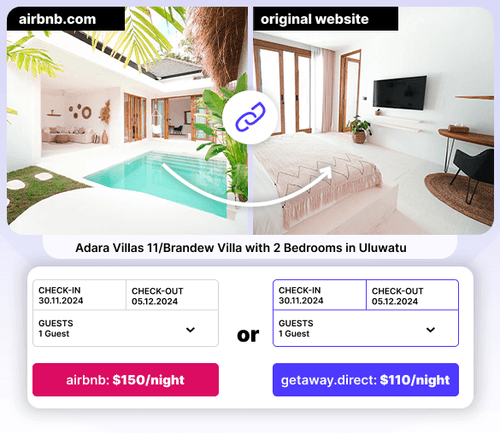 airbnb.com
original website
Adara Villas 11/Brandew Villa with 2 Bedrooms in Uluwatu
CHECK-IN
30.11.2024
CHECK-OUT
05.12.2024
GUESTS
1 Guest
airbnb: $150/night
or
CHECK-IN
30.11.2024
CHECK-OUT
05.12.2024
GUESTS
1 Guest
getaway.direct: $110/night